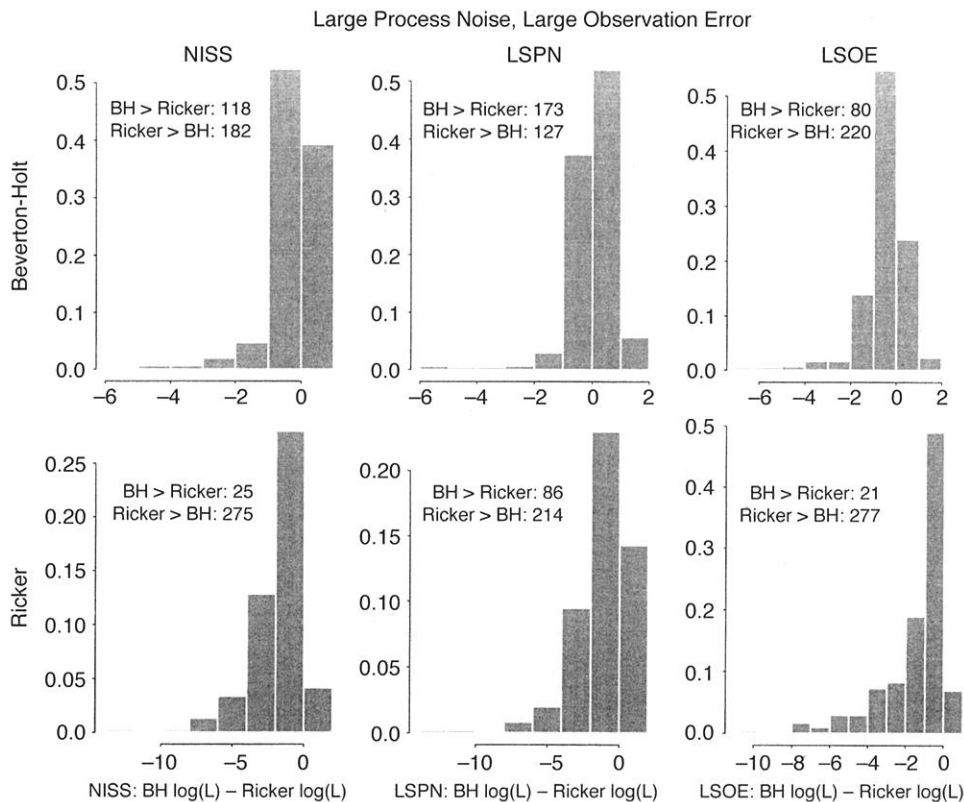 Large Process Noise, Large Observation Error
NISS
LSPN
LSOE
Beverton-Holt
0.5
0.4
0.3
0.2
0.1
0.0
BH > Ricker: 118
Ricker > BH: 182
−6 −4 −2 0
0.5
0.4
0.3
0.2
0.1
0.0
BH > Ricker: 173
Ricker > BH: 127
−6 −4 −2 0 2
0.5
0.4
0.3
0.2
0.1
0.0
BH > Ricker: 80
Ricker > BH: 220
−6 −4 −2 0 2
Ricker
0.25
0.20
0.15
0.10
0.05
0.0
BH > Ricker: 25
Ricker > BH: 275
−10 −5 0
NISS: BH log(L) − Ricker log(L)
0.20
0.15
0.10
0.05
0.0
BH > Ricker: 86
Ricker > BH: 214
−10 −5 0
LSPN: BH log(L) − Ricker log(L)
0.5
0.4
0.3
0.2
0.1
0.0
BH > Ricker: 21
Ricker > BH: 277
−10 −8 −6 −4 −2 0
LSOE: BH log(L) − Ricker log(L)